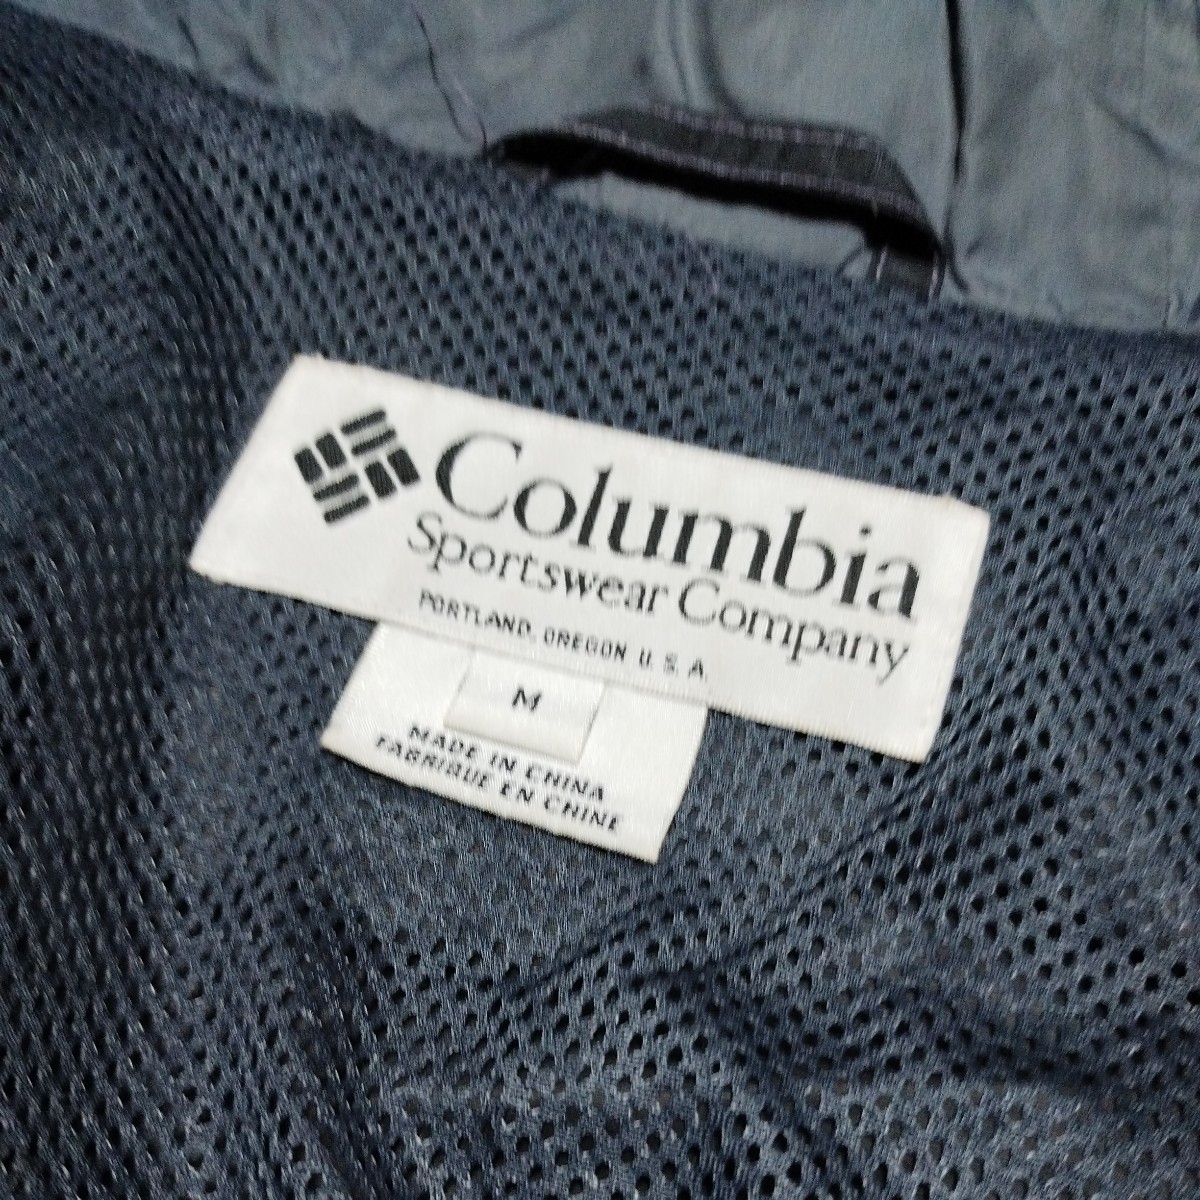 Columbia
Sportswear Company
PORTLAND, OREGON U.S.A.
M
MADE IN CHINA
FABRIQUE EN CHINE